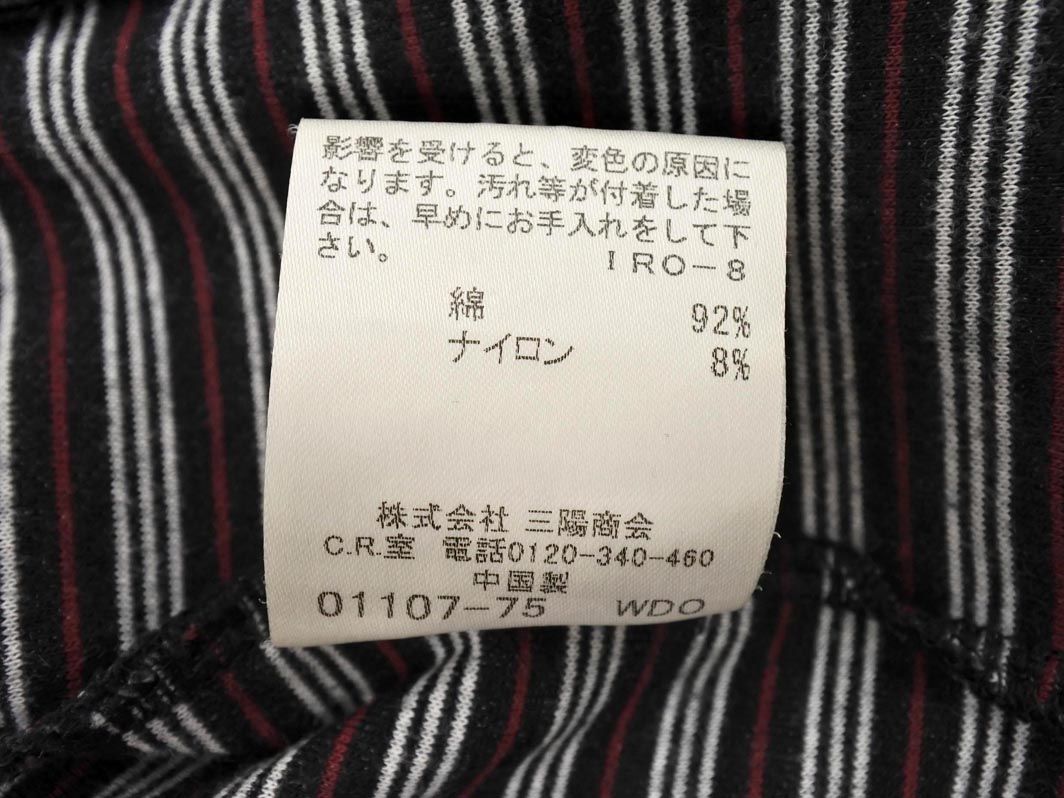 影響を受けると、変色の原因に
なります。汚れ等が付着した場
合は、早めにお手入れをして下
さい。 IRO-8
綿 92%
ナイロン 8%
株式会社 三陽商会
C.R.室 電話0120-340-460
中国製
01107-75 WDO